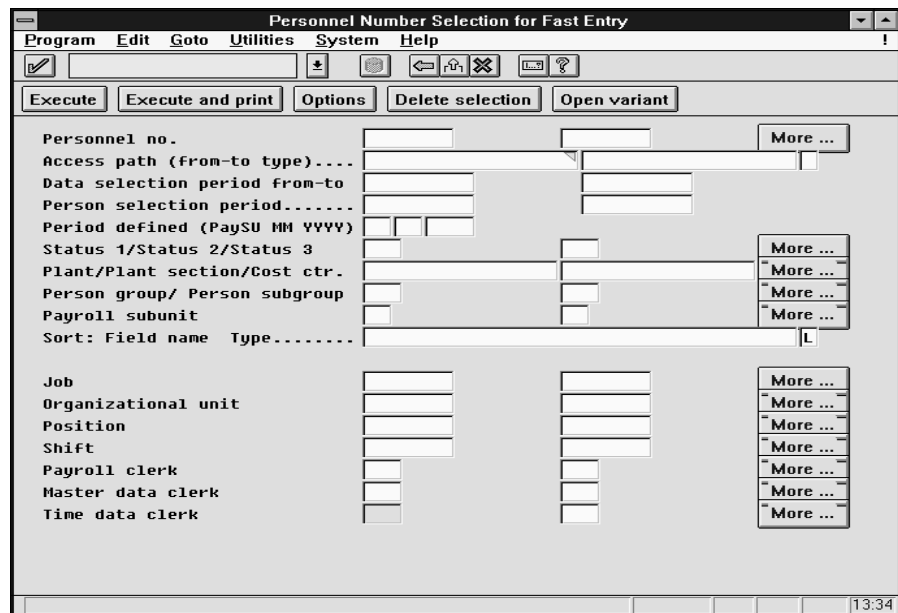 Personnel Number Selection for Fast Entry
Program Edit Goto Utilities System Help !
I...? ?
Execute Execute and print Options Delete selection Open variant
Personnel no. More ...
Access path (from-to type)....
Data selection period from-to
Person selection period.......
Period defined (PaySU MM YYYY)
Status 1/Status 2/Status 3 More ...
Plant/Plant section/Cost ctr. More ...
Person group/ Person subgroup More ...
Payroll subunit More ...
Sort: Field name Type........ L
Job More ...
Organizational unit More ...
Position More ...
Shift More ...
Payroll clerk More ...
Master data clerk More ...
Time data clerk More ...
13:34